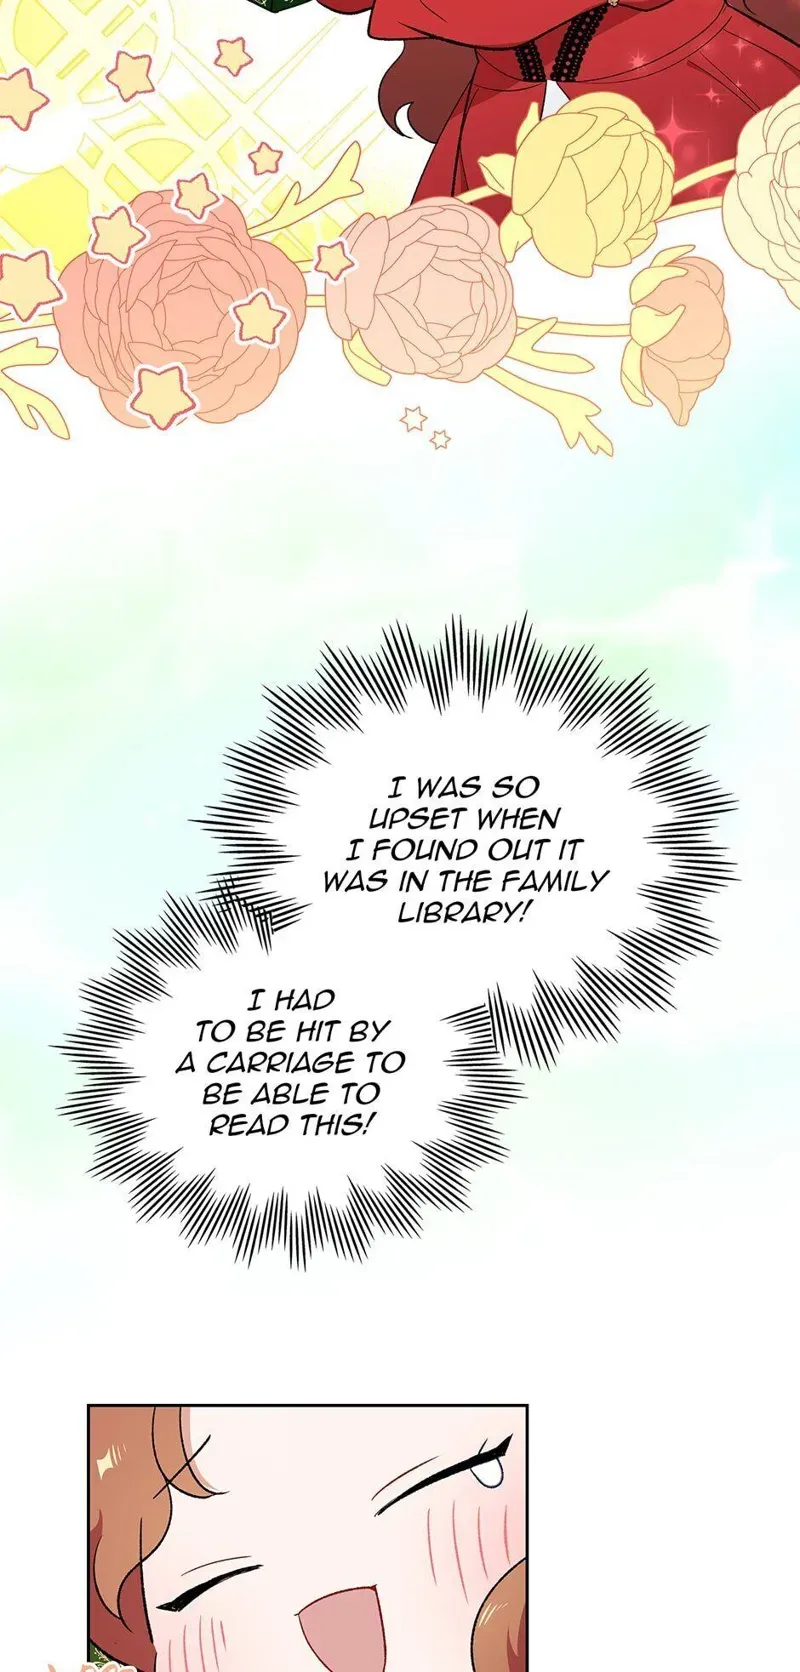 I WAS SO
UPSET WHEN
I FOUND OUT IT
WAS IN THE FAMILY
LIBRARY!
I HAD
TO BE HIT BY
A CARRIAGE TO
BE ABLE TO
READ THIS!